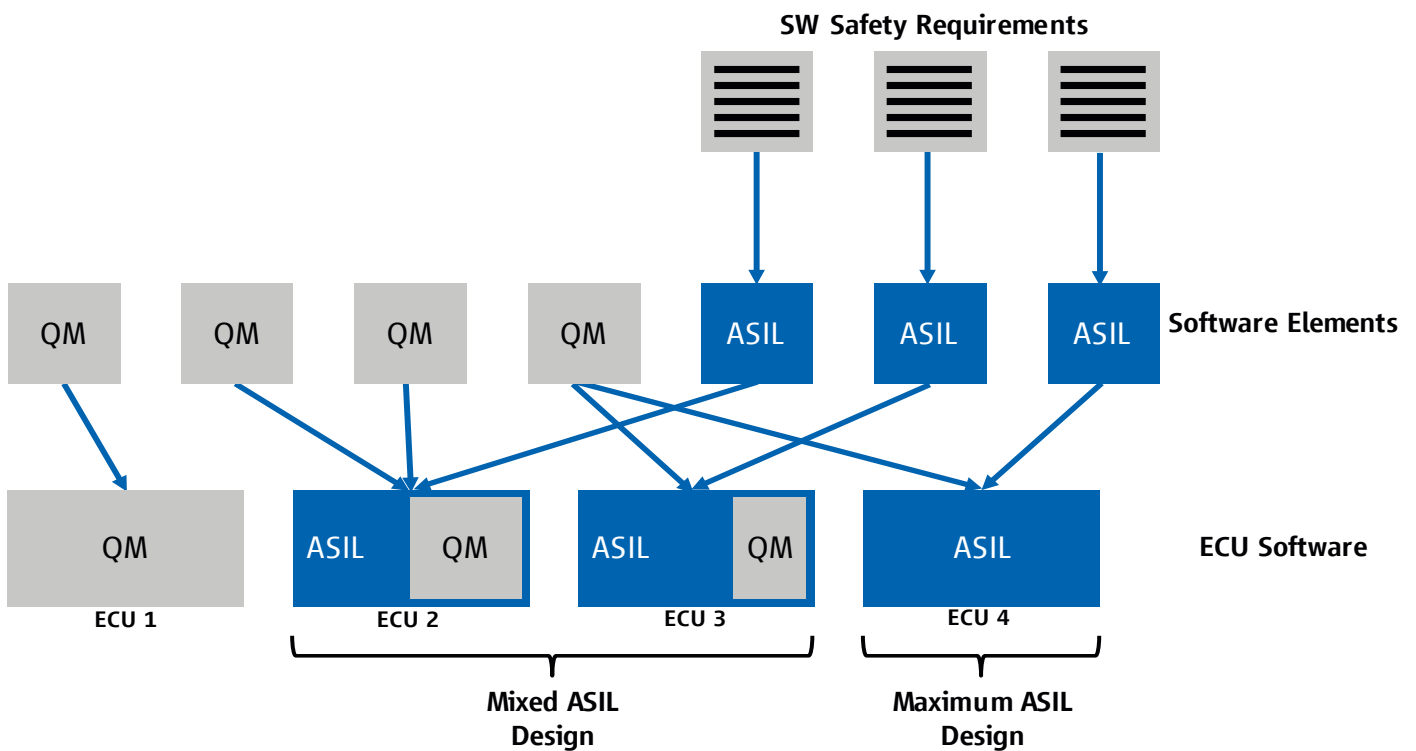 SW Safety Requirements
QM
QM
QM
QM
ASIL
ASIL
ASIL
Software Elements
QM
ASIL
QM
ASIL
QM
ASIL
ECU Software
ECU 1
ECU 2
ECU 3
ECU 4
Mixed ASIL
Design
Maximum ASIL
Design